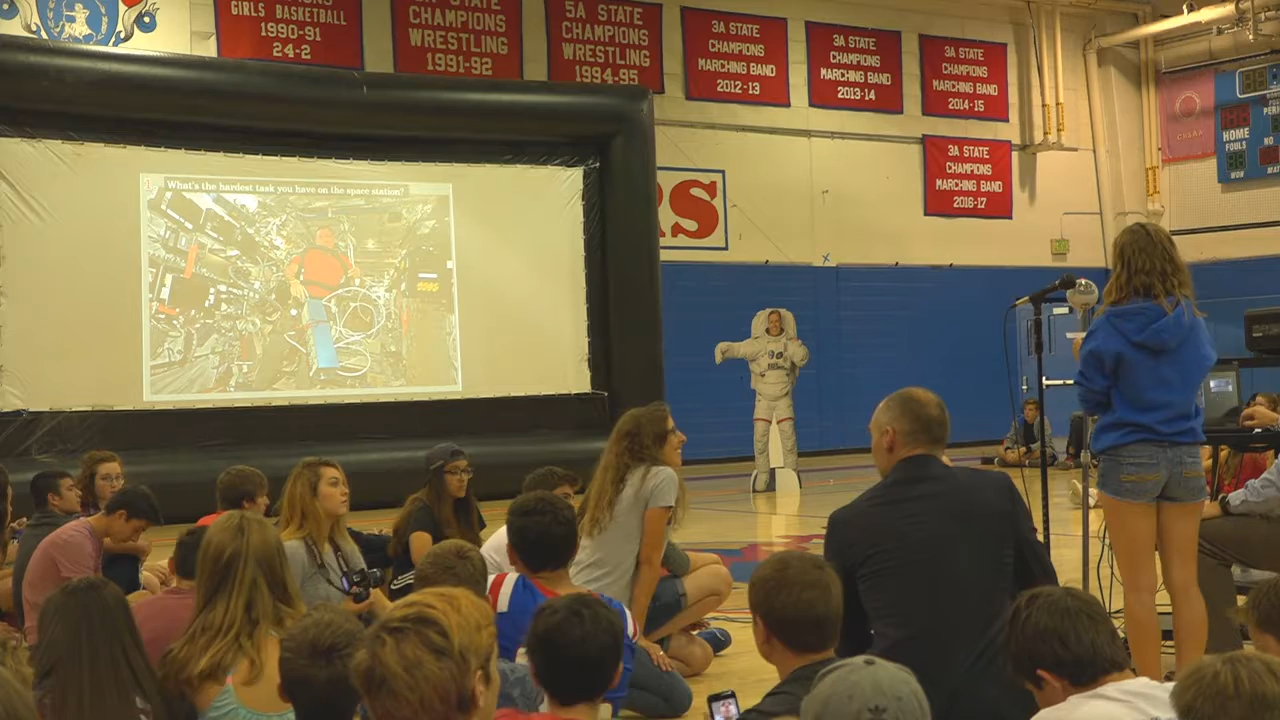 GIRLS BASKETBALL
1990-91
24-2
CHAMPIONS
WRESTLING
1991-92
5A STATE
CHAMPIONS
WRESTLING
1994-95
3A STATE
CHAMPIONS
MARCHING BAND
2012-13
3A STATE
CHAMPIONS
MARCHING BAND
2013-14
3A STATE
CHAMPIONS
MARCHING BAND
2014-15
3A STATE
CHAMPIONS
MARCHING BAND
2016-17
RS
CHSAA
HOME
FOULS
WON
1. What's the hardest task you have on the space station?